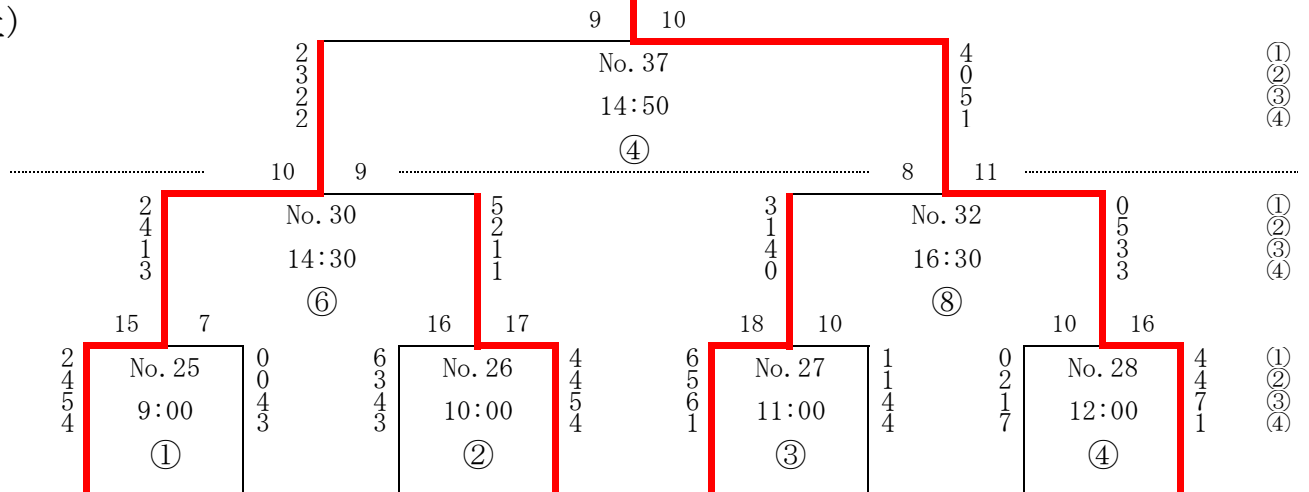 9 10
2 4 ①
3 No.37 0 ②
2 14:50 5 ③
2 1 ④
④
10 9 8 11
2 5 3 0 ①
4 No.30 2 1 No.32 5 ②
1 14:30 1 4 16:30 3 ③
3 1 0 3 ④
⑥ ⑧
15 7 16 17 18 10 10 16
2 No.25 0 6 No.26 4 6 No.27 1 0 No.28 4 ①
4 0 3 4 5 1 2 4 ②
5 9:00 4 4 10:00 5 6 11:00 4 1 12:00 7 ③
4 3 3 4 1 4 7 1 ④
① ② ③ ④